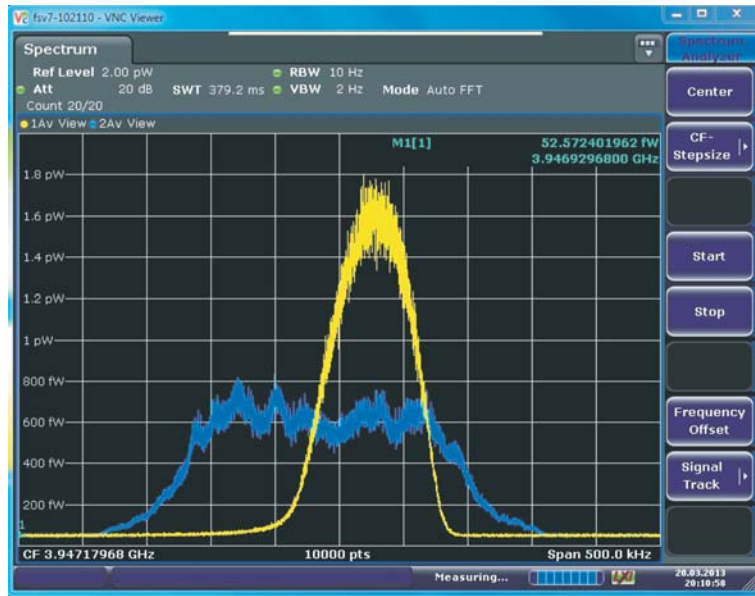 fsv7-102110 - VNC Viewer
Spectrum
Ref Level 2.00 pW RBW 10 Hz
Att 20 dB SWT 379.2 ms VBW 2 Hz Mode Auto FFT
Count 20/20
1Av View 2Av View
M1[1] 52.572401962 fW
3.9469296800 GHz
1.8 pW
1.6 pW
1.4 pW
1.2 pW
1 pW
800 fW
600 fW
400 fW
200 fW
1
CF 3.94717968 GHz 10000 pts Span 500.0 kHz
Measuring... 20.03.2013
20:10:58
Spectrum
Analyzer
Center
CF-
Stepsize
Start
Stop
Frequency
Offset
Signal
Track